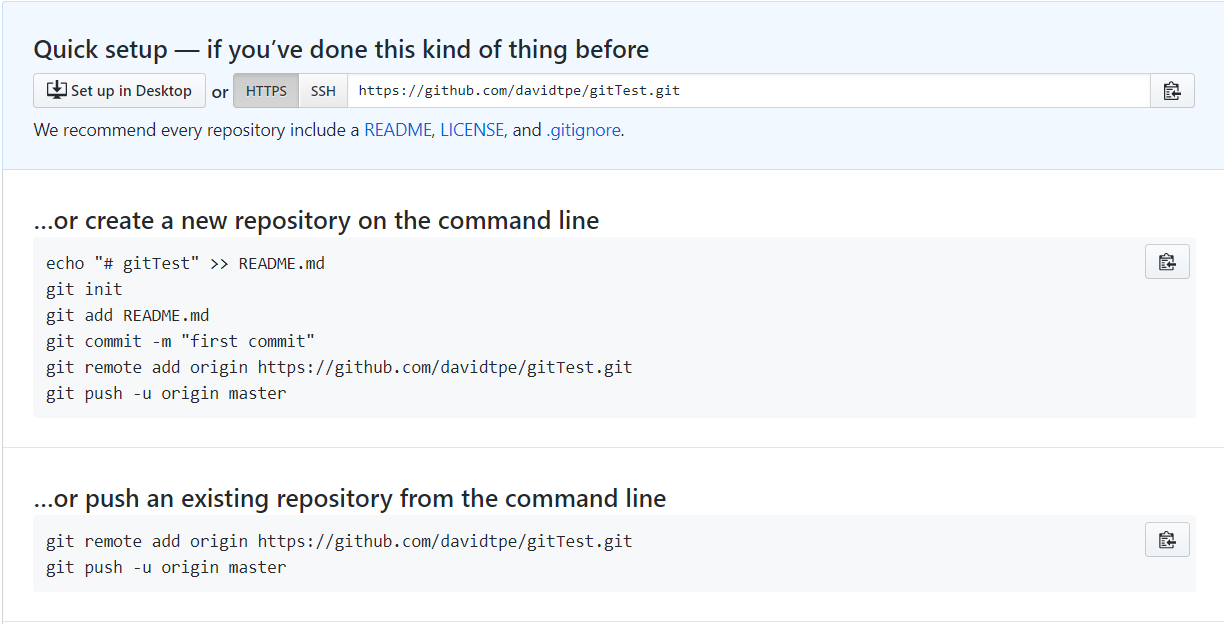 Quick setup — if you’ve done this kind of thing before
Set up in Desktop or HTTPS SSH https://github.com/davidtpe/gitTest.git
We recommend every repository include a README, LICENSE, and .gitignore.
…or create a new repository on the command line
echo "# gitTest" >> README.md
git init
git add README.md
git commit -m "first commit"
git remote add origin https://github.com/davidtpe/gitTest.git
git push -u origin master
…or push an existing repository from the command line
git remote add origin https://github.com/davidtpe/gitTest.git
git push -u origin master